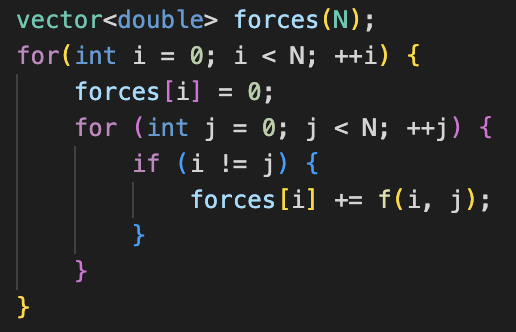 vector<double> forces(N);
for(int i = 0; i < N; ++i) {
    forces[i] = 0;
    for (int j = 0; j < N; ++j) {
        if (i != j) {
            forces[i] += f(i, j);
        }
    }
}